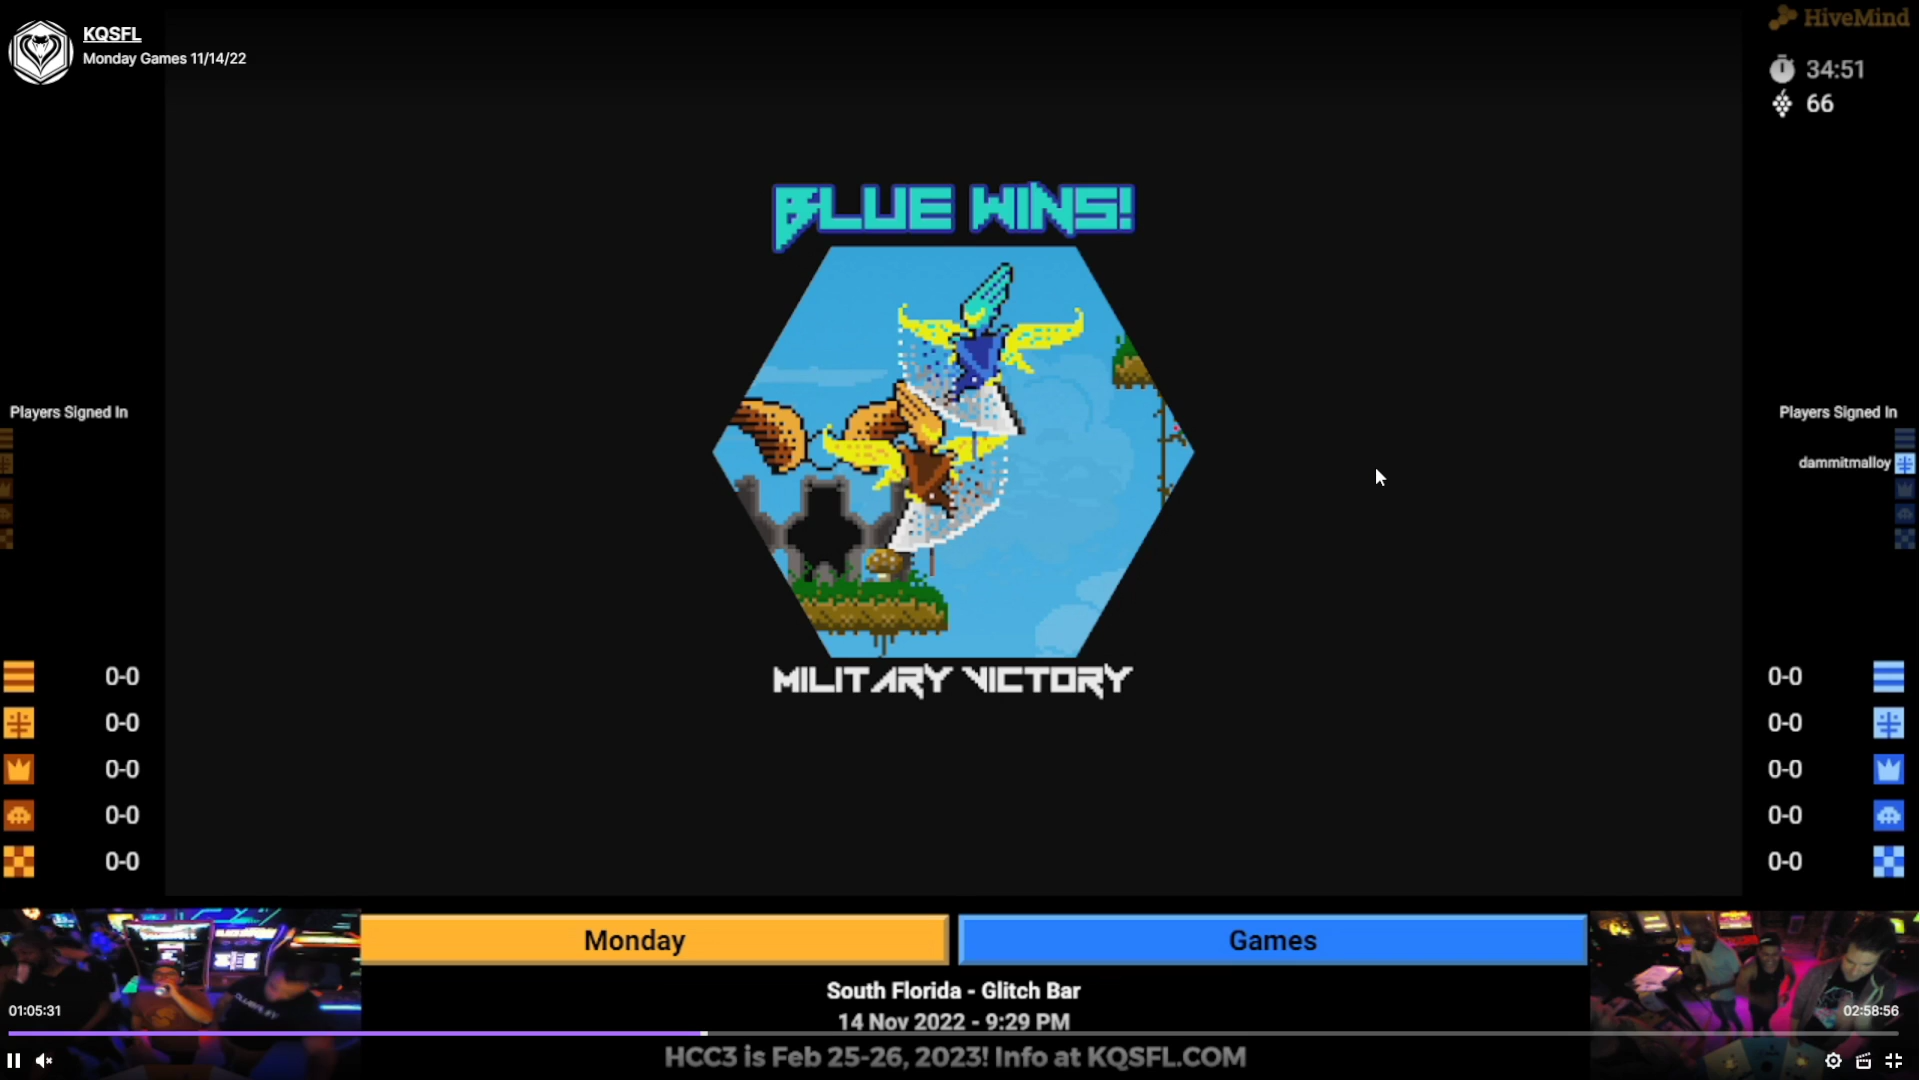 KQSFL
Monday Games 11/14/22
HiveMind
34:51
66
BLUE WINS!
Players Signed In
Players Signed In
dammitmalloy
MILITARY VICTORY
0-0
0-0
0-0
0-0
0-0
0-0
0-0
0-0
0-0
0-0
Monday
Games
South Florida - Glitch Bar
14 Nov 2022 - 9:29 PM
01:05:31
02:58:56
HCC3 is Feb 25-26, 2023! Info at KQSFL.COM